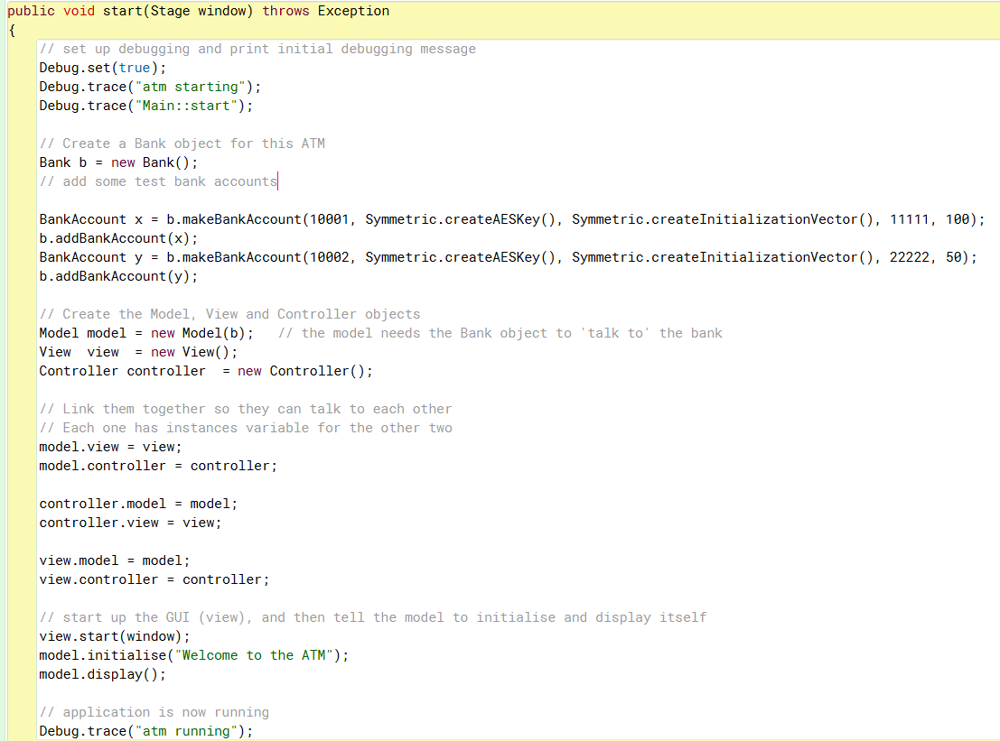 public void start(Stage window) throws Exception
{
// set up debugging and print initial debugging message
Debug.set(true);
Debug.trace("atm starting");
Debug.trace("Main::start");
// Create a Bank object for this ATM
Bank b = new Bank();
// add some test bank accounts
BankAccount x = b.makeBankAccount(10001, Symmetric.createAESKey(), Symmetric.createInitializationVector(), 11111, 100);
b.addBankAccount(x);
BankAccount y = b.makeBankAccount(10002, Symmetric.createAESKey(), Symmetric.createInitializationVector(), 22222, 50);
b.addBankAccount(y);
// Create the Model, View and Controller objects
Model model = new Model(b);   // the model needs the Bank object to 'talk to' the bank
View  view  = new View();
Controller controller  = new Controller();
// Link them together so they can talk to each other
// Each one has instances variable for the other two
model.view = view;
model.controller = controller;
controller.model = model;
controller.view = view;
view.model = model;
view.controller = controller;
// start up the GUI (view), and then tell the model to initialise and display itself
view.start(window);
model.initialise("Welcome to the ATM");
model.display();
// application is now running
Debug.trace("atm running");